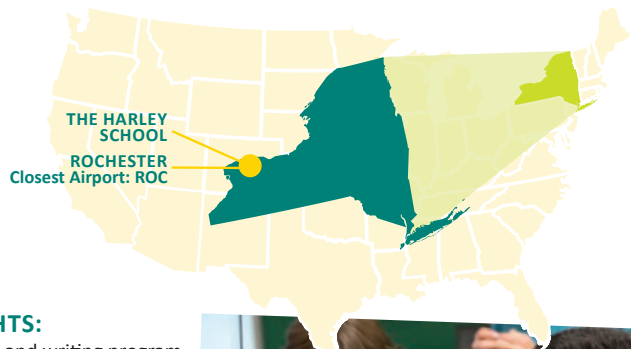 THE HARLEY
SCHOOL
ROCHESTER
Closest Airport: ROC
HTS:
and writing program